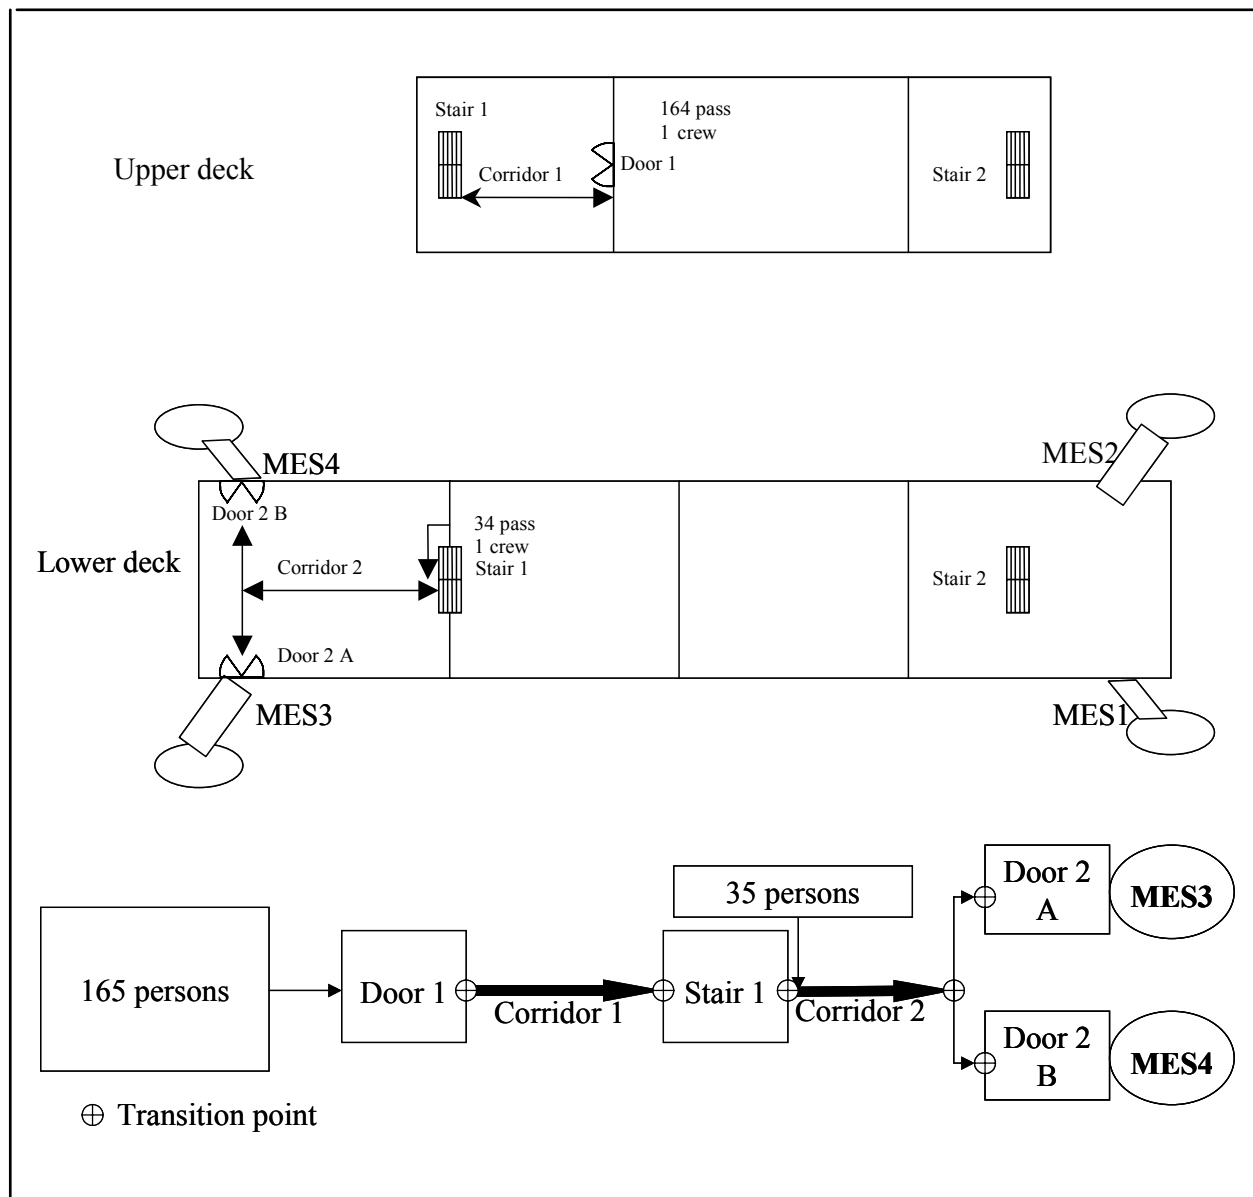 Stair 1
164 pass
1 crew
Upper deck
Corridor 1
Door 1
Stair 2
MES4
MES2
Door 2 B
34 pass
1 crew
Stair 1
Lower deck
Corridor 2
Stair 2
Door 2 A
MES3
MES1
Door 2
A
MES3
35 persons
165 persons
Door 1
Corridor 1
Stair 1
Corridor 2
Door 2
B
MES4
Transition point